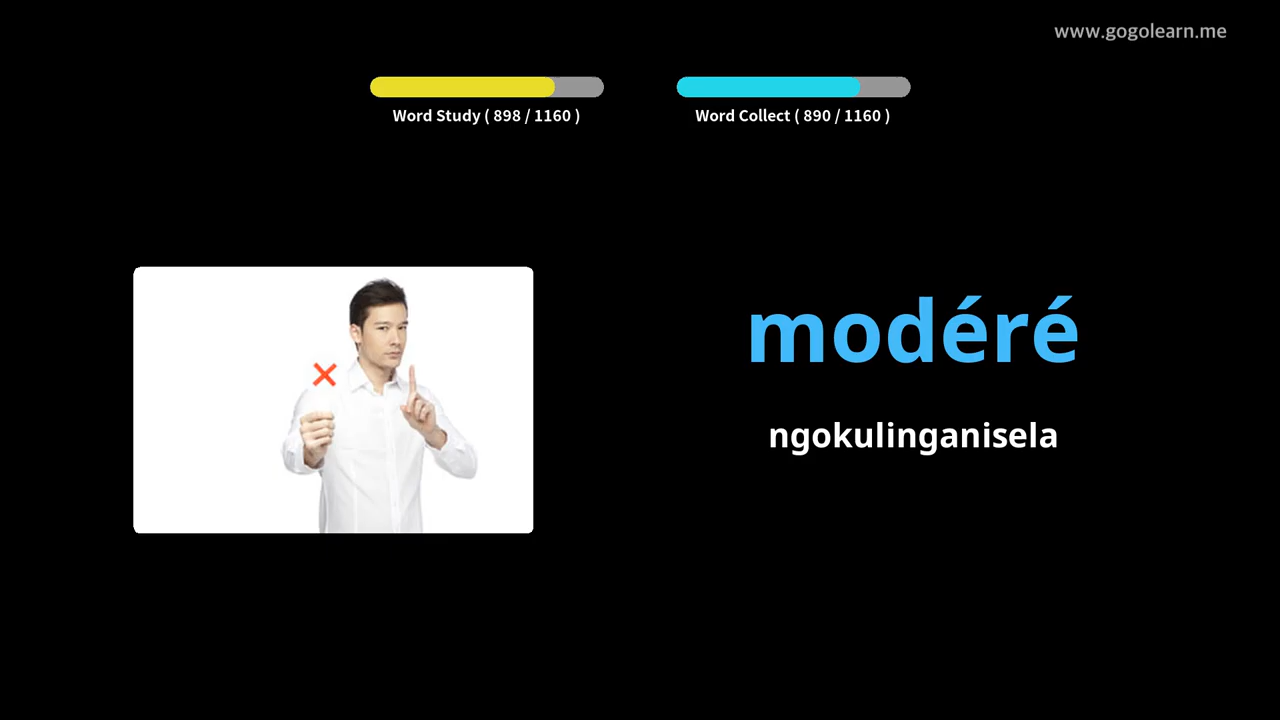 www.gogolearn.me
Word Study ( 898 / 1160 )
Word Collect ( 890 / 1160 )
modéré
ngokulinganisela